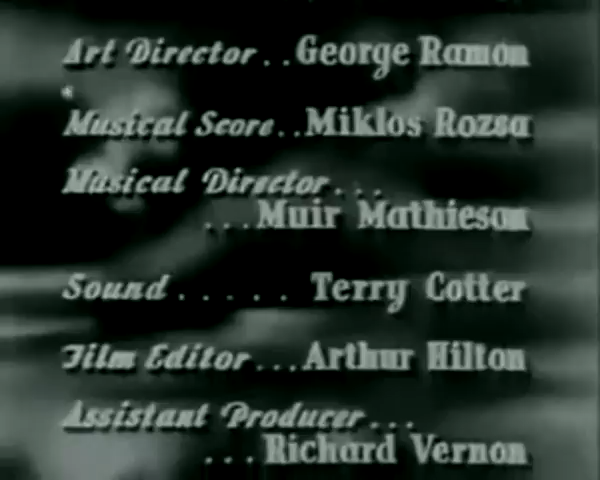 Art Director..George Ramon
Musical Score..Miklos Rozsa
Musical Director...
...Muir Mathieson
Sound.....Terry Cotter
Film Editor...Arthur Hilton
Assistant Producer...
...Richard Vernon